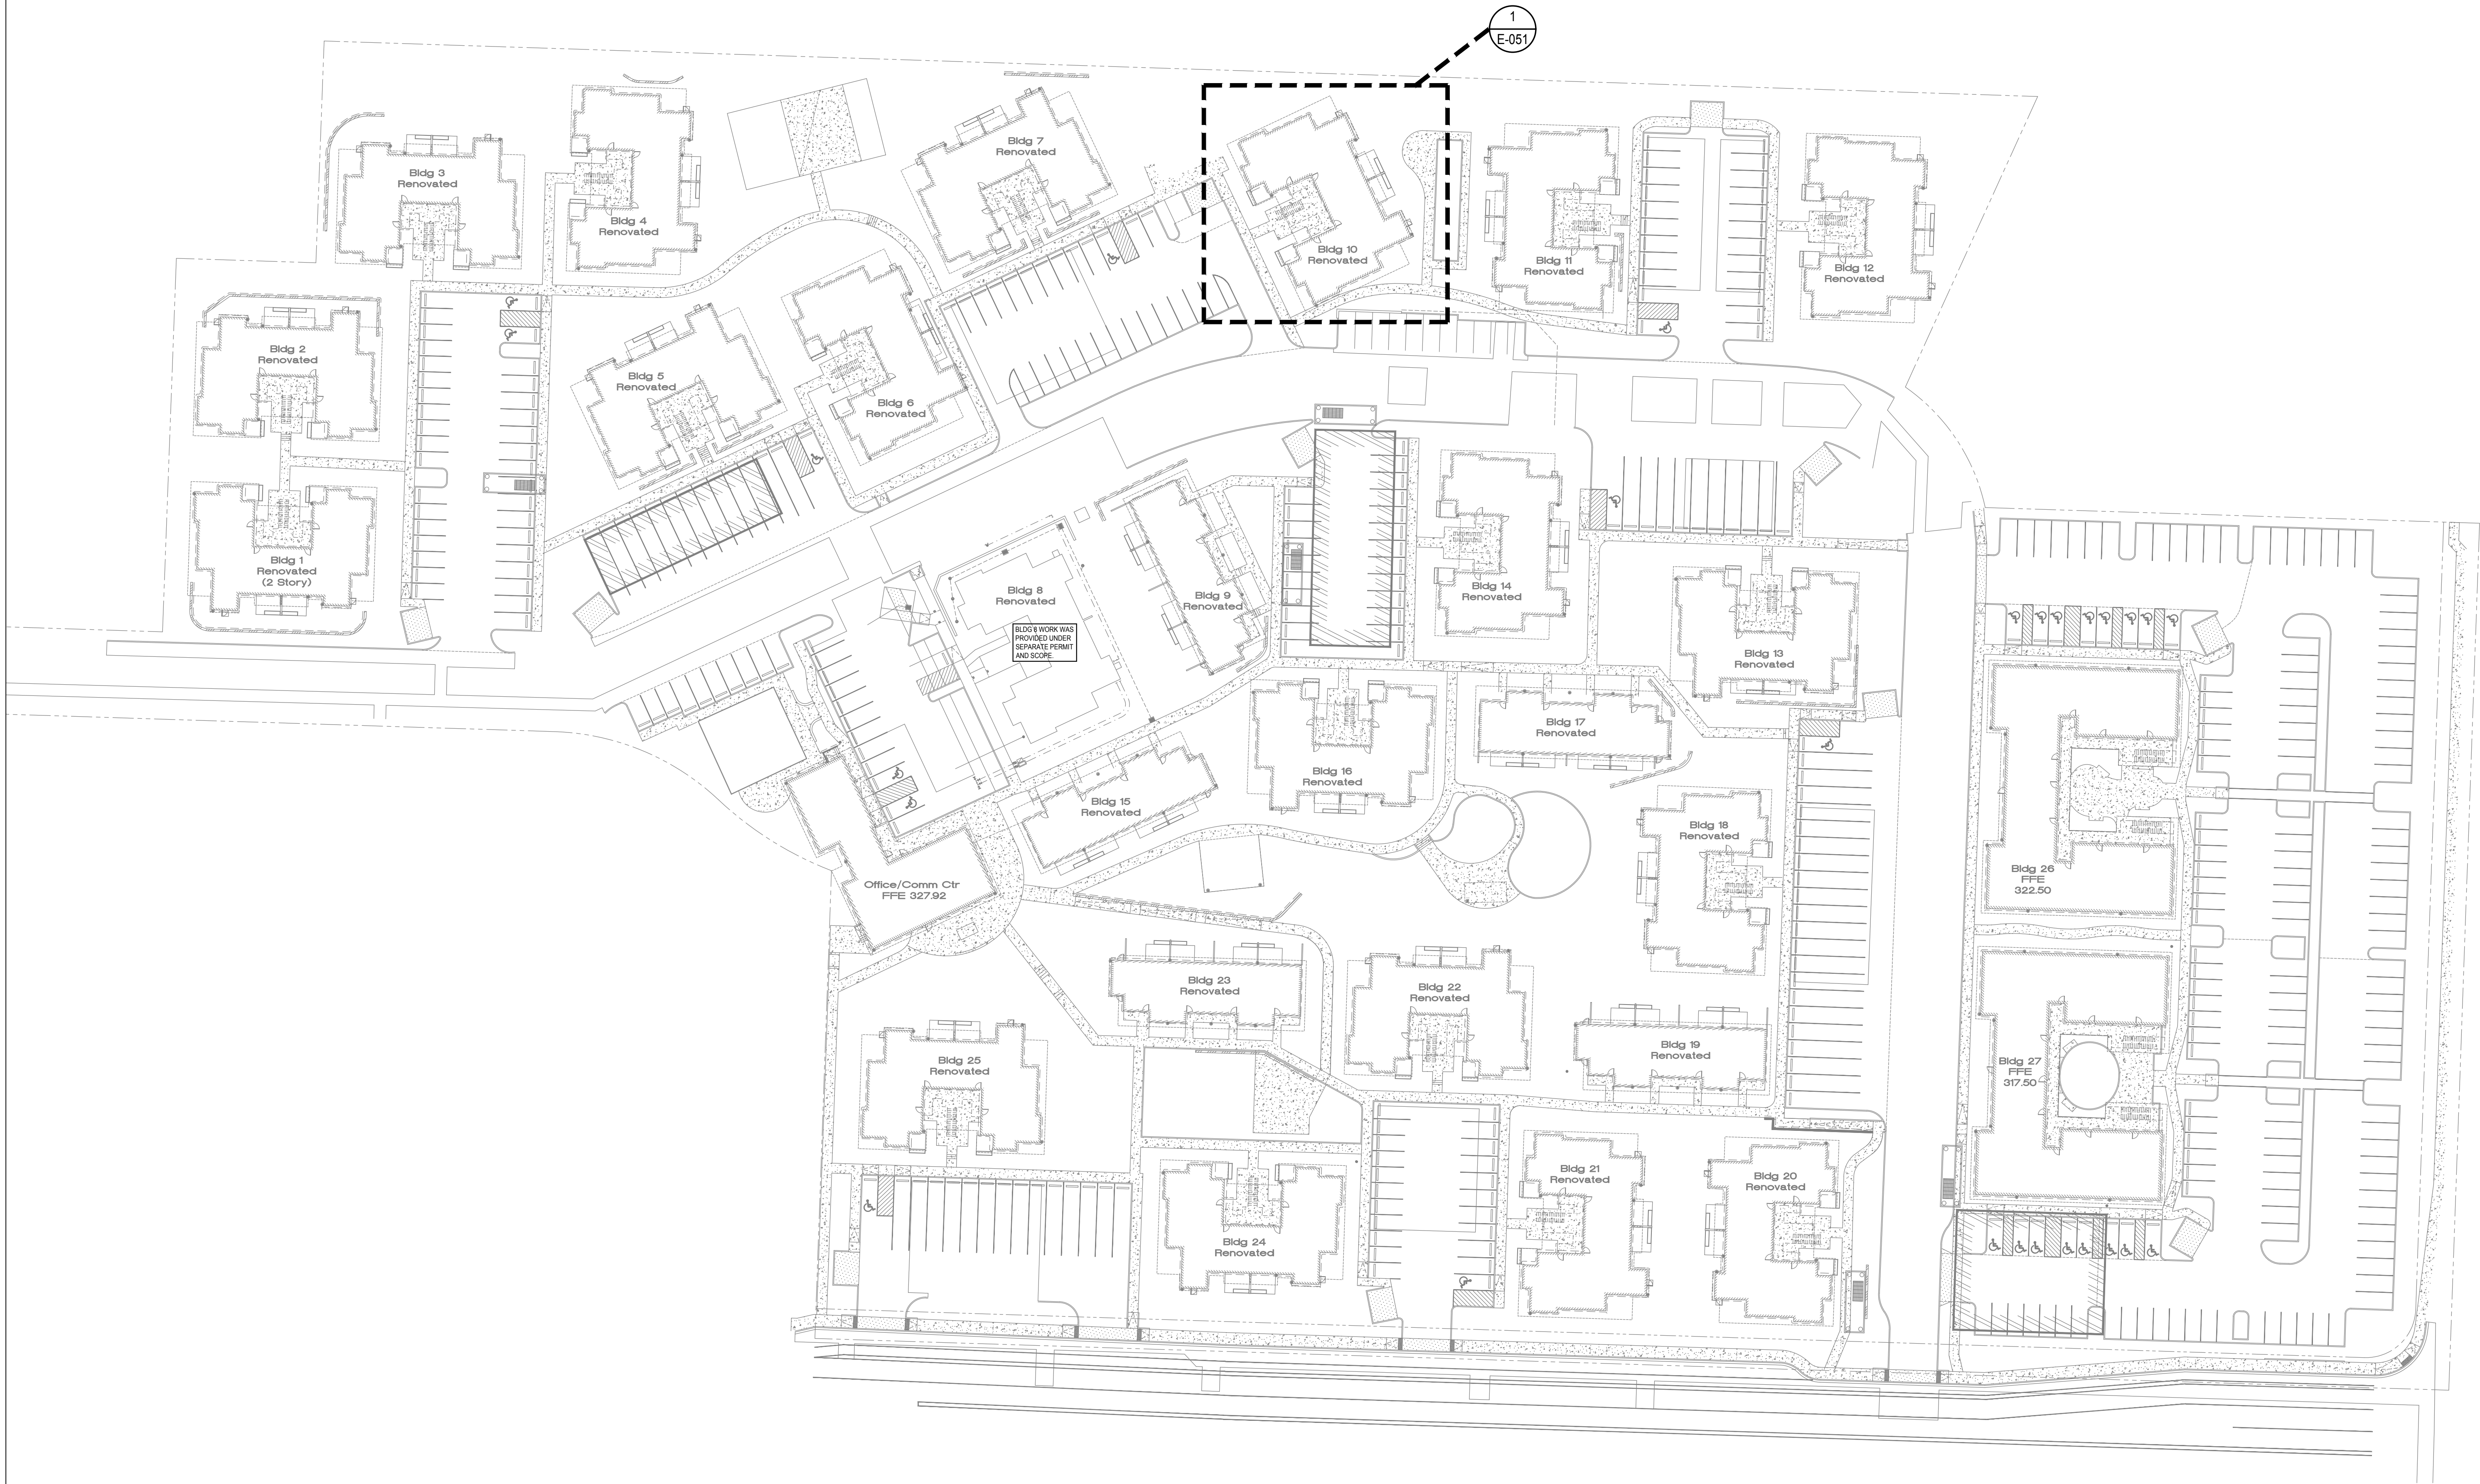 1
E-051
Bldg 3
Renovated
Bldg 4
Renovated
Bldg 7
Renovated
Bldg 10
Renovated
Bldg 11
Renovated
Bldg 12
Renovated
Bldg 2
Renovated
Bldg 5
Renovated
Bldg 6
Renovated
Bldg 1
Renovated
(2 Story)
Bldg 8
Renovated
BLDG 8 WORK WAS
PROVIDED UNDER
SEPARATE PERMIT
AND SCOPE.
Bldg 9
Renovated
Bldg 14
Renovated
Bldg 13
Renovated
Bldg 17
Renovated
Bldg 16
Renovated
Bldg 15
Renovated
Bldg 18
Renovated
Office/Comm Ctr
FFE 327.92
Bldg 26
FFE
322.50
Bldg 23
Renovated
Bldg 22
Renovated
Bldg 19
Renovated
Bldg 25
Renovated
Bldg 27
FFE
317.50
Bldg 21
Renovated
Bldg 20
Renovated
Bldg 24
Renovated